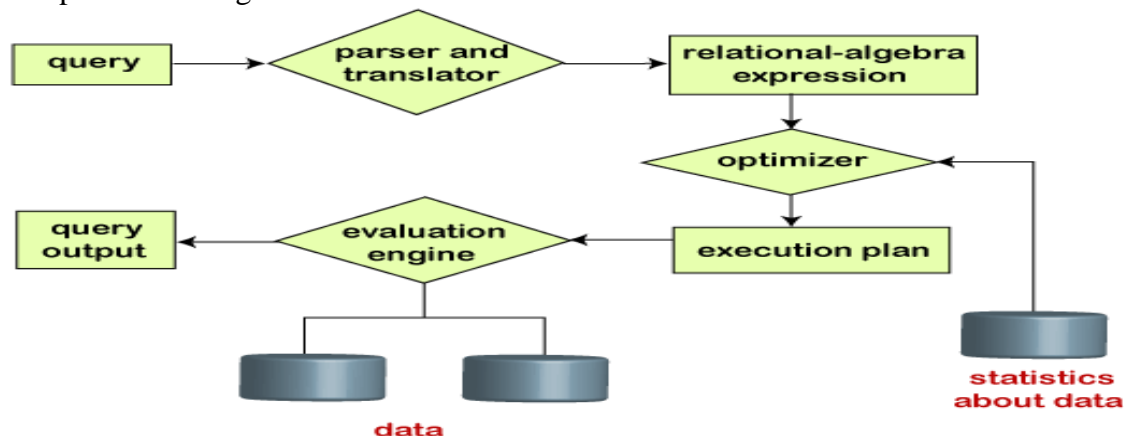 query
parser and
translator
relational-algebra
expression
optimizer
query
output
evaluation
engine
execution plan
statistics
about data
data